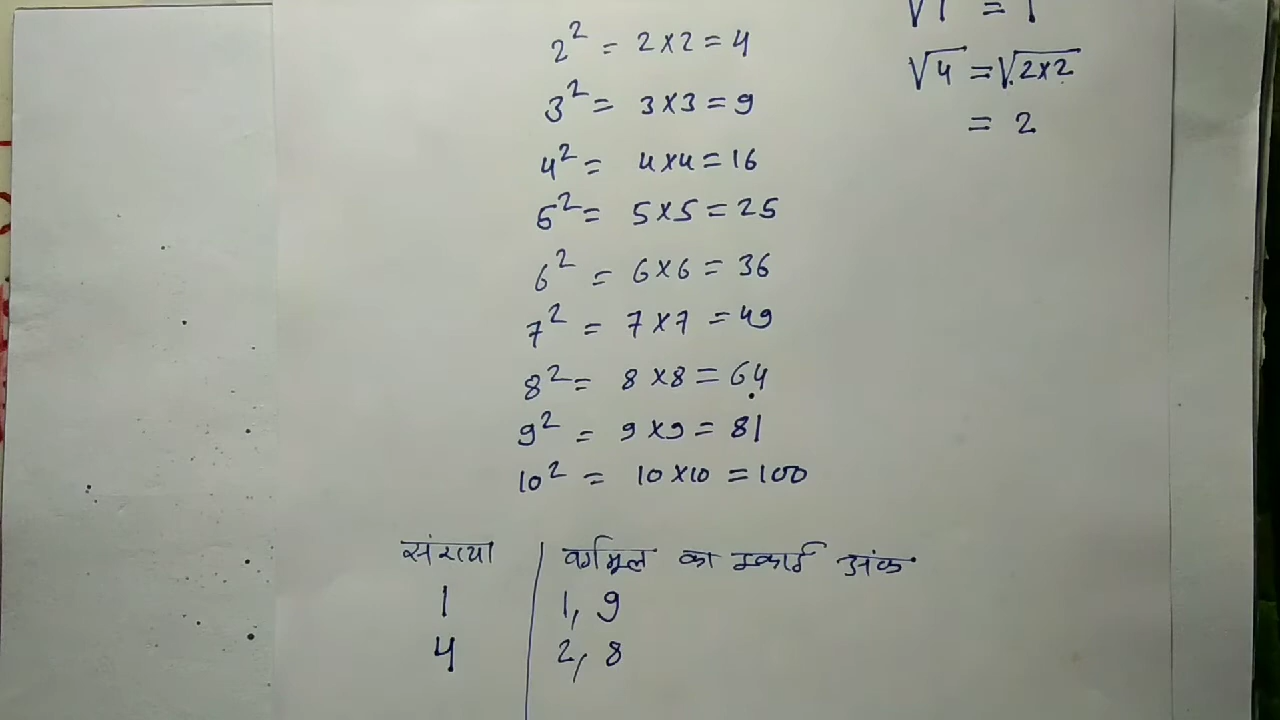 √1 = 1
2² = 2×2 = 4
√4 = √2×2
3² = 3×3 = 9
= 2
4² = 4×4 = 16
5² = 5×5 = 25
6² = 6×6 = 36
7² = 7×7 = 49
8² = 8×8 = 64
9² = 9×9 = 81
10² = 10×10 = 100
संख्या | वर्गमूल का इकाई अंक
1 | 1, 9
4 | 2, 8